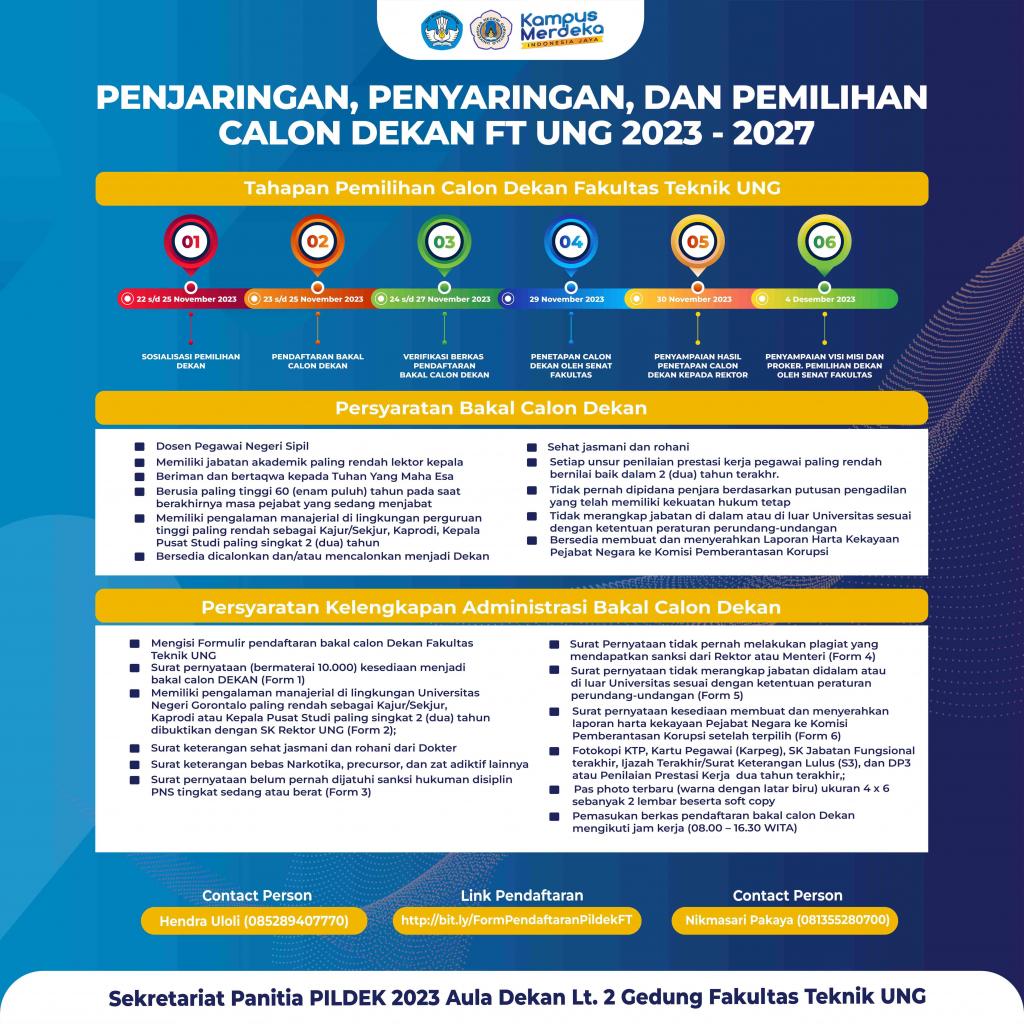 Kampus
Merdeka
INDONESIA JAYA
PENJARINGAN, PENYARINGAN, DAN PEMILIHAN
CALON DEKAN FT UNG 2023 - 2027
Tahapan Pemilihan Calon Dekan Fakultas Teknik UNG
01
02
03
04
05
06
22 s/d 25 November 2023
23 s/d 25 November 2023
24 s/d 27 November 2023
29 November 2023
30 November 2023
4 Desember 2023
SOSIALISASI PEMILIHAN
DEKAN
PENDAFTARAN BAKAL
CALON DEKAN
VERIFIKASI BERKAS
PENDAFTARAN
BAKAL CALON DEKAN
PENETAPAN CALON
DEKAN OLEH SENAT
FAKULTAS
PENYAMPAIAN HASIL
PENETAPAN CALON
DEKAN KEPADA REKTOR
PENYAMPAIAN VISI MISI DAN
PROKER. PEMILIHAN DEKAN
OLEH SENAT FAKULTAS
Persyaratan Bakal Calon Dekan
Dosen Pegawai Negeri Sipil
Memiliki jabatan akademik paling rendah lektor kepala
Beriman dan bertaqwa kepada Tuhan Yang Maha Esa
Berusia paling tinggi 60 (enam puluh) tahun pada saat
berakhirnya masa pejabat yang sedang menjabat
Memiliki pengalaman manajerial di lingkungan perguruan
tinggi paling rendah sebagai Kajur/Sekjur, Kaprodi, Kepala
Pusat Studi paling singkat 2 (dua) tahun
Bersedia dicalonkan dan/atau mencalonkan menjadi Dekan
Sehat jasmani dan rohani
Setiap unsur penilaian prestasi kerja pegawai paling rendah
bernilai baik dalam 2 (dua) tahun terakhr.
Tidak pernah dipidana penjara berdasarkan putusan pengadilan
yang telah memiliki kekuatan hukum tetap
Tidak merangkap jabatan di dalam atau di luar Universitas sesuai
dengan ketentuan peraturan perundang-undangan
Bersedia membuat dan menyerahkan Laporan Harta Kekayaan
Pejabat Negara ke Komisi Pemberantasan Korupsi
Persyaratan Kelengkapan Administrasi Bakal Calon Dekan
Mengisi Formulir pendaftaran bakal calon Dekan Fakultas
Teknik UNG
Surat pernyataan (bermaterai 10.000) kesediaan menjadi
bakal calon DEKAN (Form 1)
Memiliki pengalaman manajerial di lingkungan Universitas
Negeri Gorontalo paling rendah sebagai Kajur/Sekjur,
Kaprodi atau Kepala Pusat Studi paling singkat 2 (dua) tahun
dibuktikan dengan SK Rektor UNG (Form 2);
Surat keterangan sehat jasmani dan rohani dari Dokter
Surat keterangan bebas Narkotika, precursor, dan zat adiktif lainnya
Surat pernyataan belum pernah dijatuhi sanksi hukuman disiplin
PNS tingkat sedang atau berat (Form 3)
Surat Pernyataan tidak pernah melakukan plagiat yang
mendapatkan sanksi dari Rektor atau Menteri (Form 4)
Surat pernyataan tidak merangkap jabatan didalam atau
di luar Universitas sesuai dengan ketentuan peraturan
perundang-undangan (Form 5)
Surat pernyataan kesediaan membuat dan menyerahkan
laporan harta kekayaan Pejabat Negara ke Komisi
Pemberantasan Korupsi setelah terpilih (Form 6)
Fotokopi KTP, Kartu Pegawai (Karpeg), SK Jabatan Fungsional
terakhir, Ijazah Terakhir/Surat Keterangan Lulus (S3), dan DP3
atau Penilaian Prestasi Kerja dua tahun terakhir,;
Pas photo terbaru (warna dengan latar biru) ukuran 4 x 6
sebanyak 2 lembar beserta soft copy
Pemasukan berkas pendaftaran bakal calon Dekan
mengikuti jam kerja (08.00 – 16.30 WITA)
Contact Person
Hendra Uloli (085289407770)
Link Pendaftaran
http://bit.ly/FormPendaftaranPildekFT
Contact Person
Nikmasari Pakaya (081355280700)
Sekretariat Panitia PILDEK 2023 Aula Dekan Lt. 2 Gedung Fakultas Teknik UNG